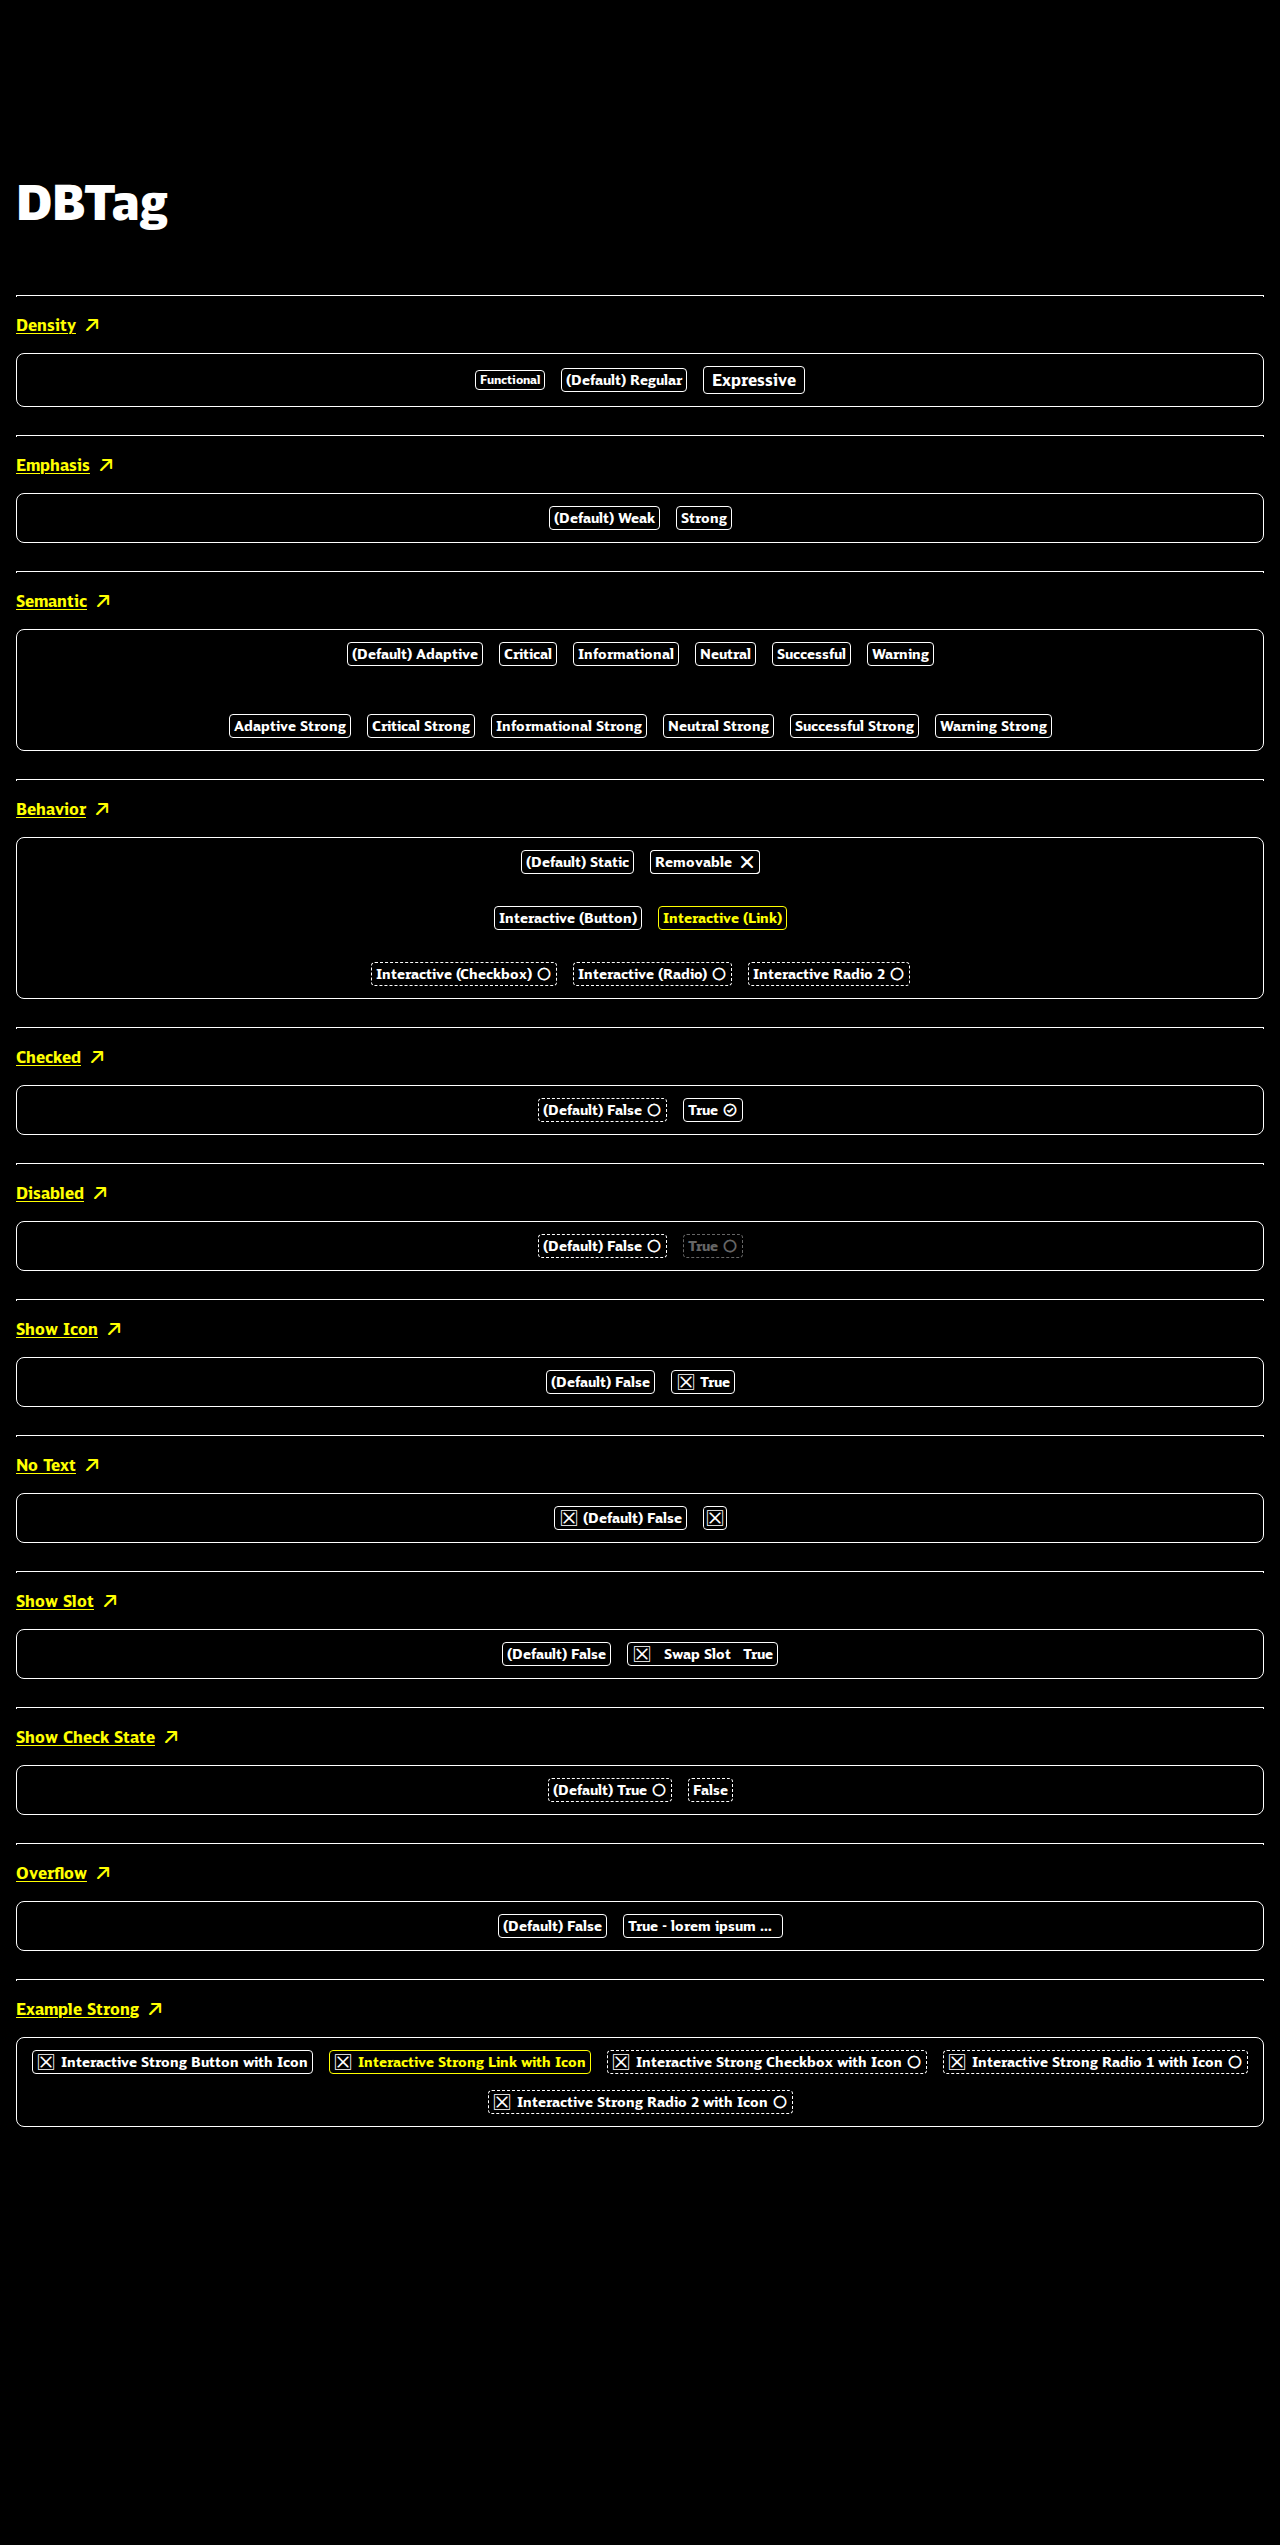 DBTag
Density
Functional (Default) Regular Expressive
Emphasis
(Default) Weak Strong
Semantic
(Default) Adaptive Critical Informational Neutral Successful Warning
Adaptive Strong Critical Strong Informational Strong Neutral Strong Successful Strong Warning Strong
Behavior
(Default) Static Removable
Interactive (Button) Interactive (Link)
Interactive (Checkbox) Interactive (Radio) Interactive Radio 2
Checked
(Default) False True
Disabled
(Default) False True
Show Icon
(Default) False True
No Text
(Default) False
Show Slot
(Default) False Swap Slot True
Show Check State
(Default) True False
Overflow
(Default) False True - lorem ipsum ...
Example Strong
Interactive Strong Button with Icon Interactive Strong Link with Icon Interactive Strong Checkbox with Icon Interactive Strong Radio 1 with Icon
Interactive Strong Radio 2 with Icon